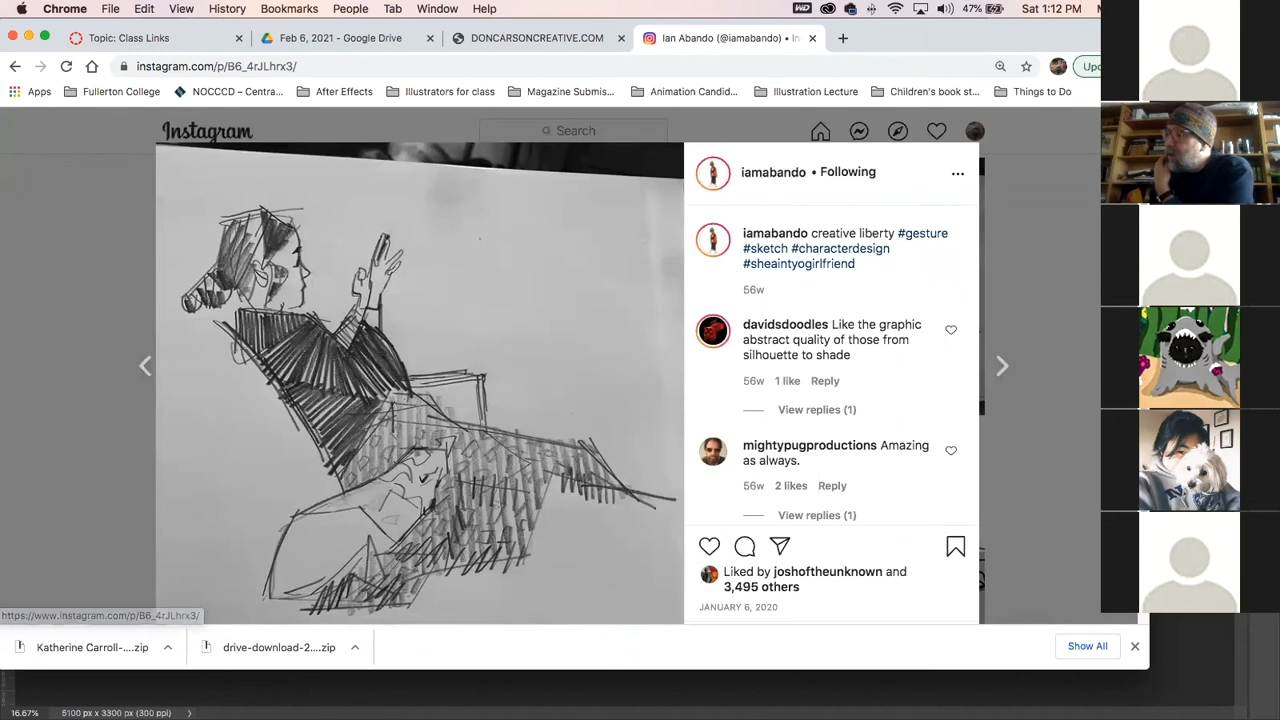 Chrome File Edit View History Bookmarks People Tab Window Help 47% Sat 1:12 PM
Topic: Class Links
Feb 6, 2021 - Google Drive
DONCARSONCREATIVE.COM
Ian Abando (@iamabando) • In
instagram.com/p/B6_4rJLhrx3/
Apps Fullerton College NOCCCD – Centra... After Effects Illustrators for class Magazine Submis... Animation Candid... Illustration Lecture Children's book st... Things to Do
Instagram
Search
iamabando • Following
iamabando creative liberty #gesture
#sketch #characterdesign
#sheaintyogirlfriend
56w
davidsdoodles Like the graphic
abstract quality of those from
silhouette to shade
56w 1 like Reply
View replies (1)
mightypugproductions Amazing
as always.
56w 2 likes Reply
View replies (1)
Liked by joshoftheunknown and
3,495 others
JANUARY 6, 2020
https://www.instagram.com/p/B6_4rJLhrx3/
Katherine Carroll-....zip
drive-download-2....zip
Show All
16.67% 5100 px x 3300 px (300 ppi)